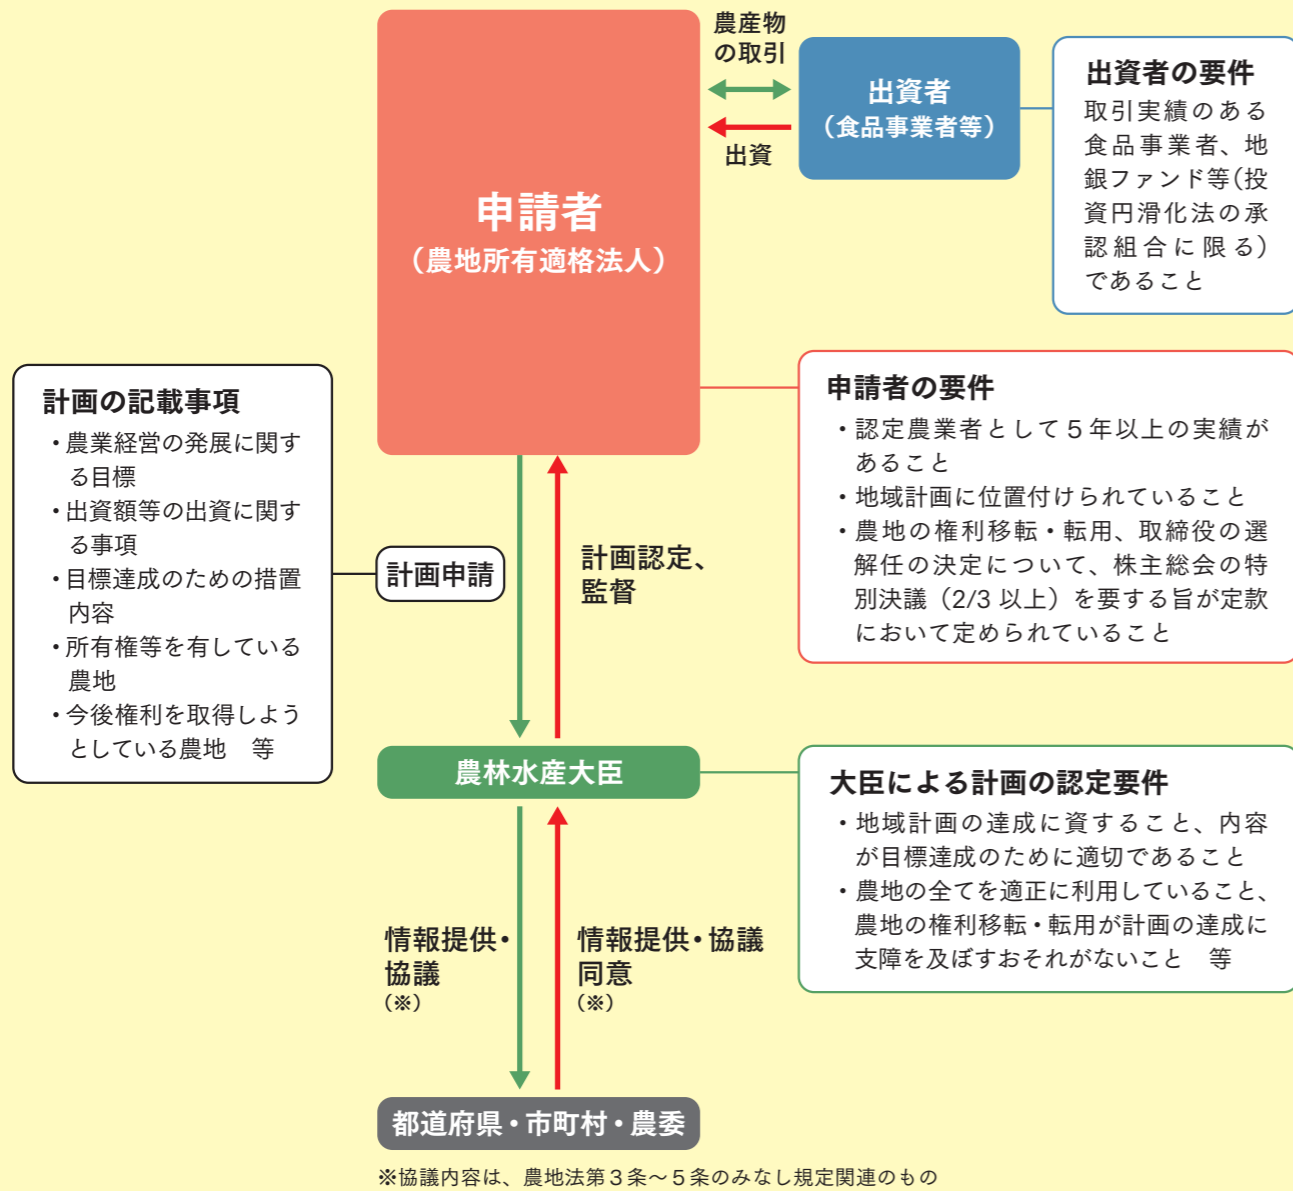 申請者
（農地所有適格法人）
農産物
の取引
出資
出資者
（食品事業者等）
出資者の要件
取引実績のある
食品事業者、地
銀ファンド等（投
資円滑化法の承
認組合に限る）
であること
申請者の要件
・認定農業者として５年以上の実績が
あること
・地域計画に位置付けられていること
・農地の権利移転・転用、取締役の選
解任の決定について、株主総会の特
別決議（2/3 以上）を要する旨が定款
において定められていること
計画の記載事項
・農業経営の発展に関す
る目標
・出資額等の出資に関す
る事項
・目標達成のための措置
内容
・所有権等を有している
農地
・今後権利を取得しよう
としている農地　等
計画申請
計画認定、
監督
農林水産大臣
大臣による計画の認定要件
・地域計画の達成に資すること、内容
が目標達成のために適切であること
・農地の全てを適正に利用していること、
農地の権利移転・転用が計画の達成に
支障を及ぼすおそれがないこと　等
情報提供・
協議
（※）
情報提供・協議
同意
（※）
都道府県・市町村・農委
※協議内容は、農地法第３条～５条のみなし規定関連のもの